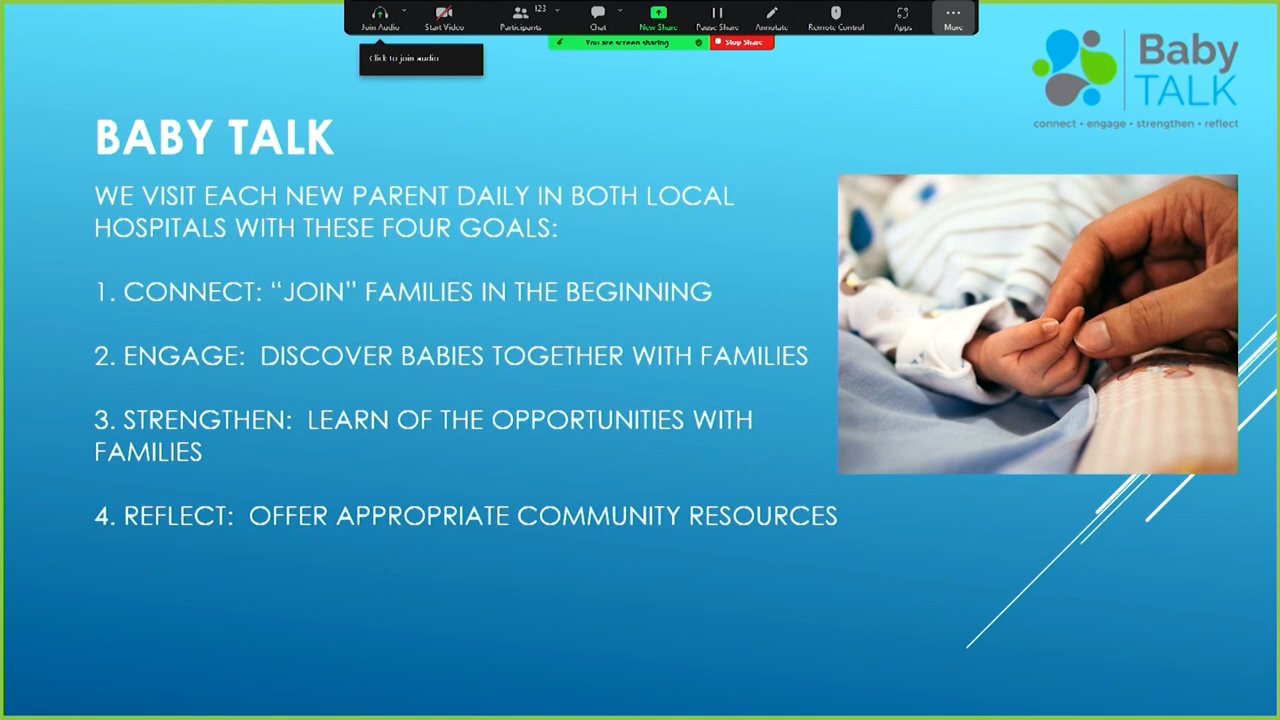 123
Join Audio
Start Video
Participants
Chat
New Share
Pause Share
Annotate
Remote Control
Apps
More
You are screen sharing
Stop Share
Click to join audio
Baby
TALK
connect • engage • strengthen • reflect
BABY TALK
WE VISIT EACH NEW PARENT DAILY IN BOTH LOCAL
HOSPITALS WITH THESE FOUR GOALS:
1. CONNECT: “JOIN” FAMILIES IN THE BEGINNING
2. ENGAGE:  DISCOVER BABIES TOGETHER WITH FAMILIES
3. STRENGTHEN:  LEARN OF THE OPPORTUNITIES WITH
FAMILIES
4. REFLECT:  OFFER APPROPRIATE COMMUNITY RESOURCES